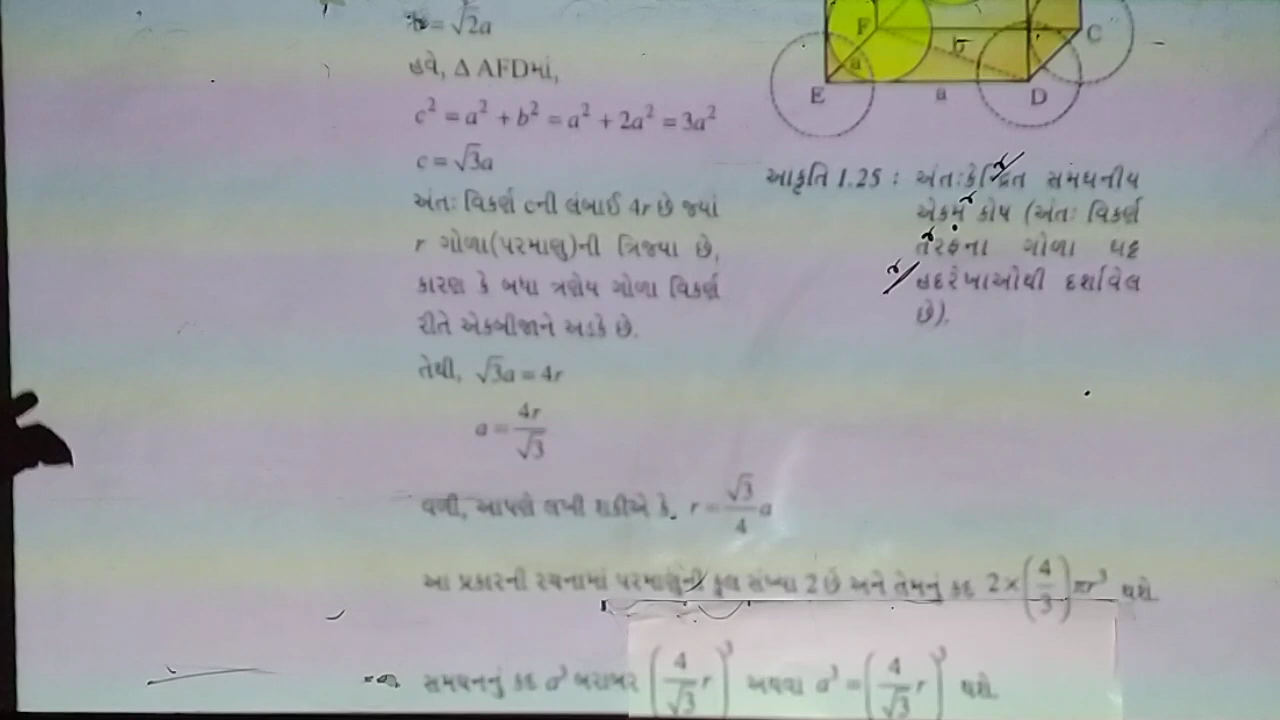 b = √2a
હવે, Δ AFDમાં,
c² = a² + b² = a² + 2a² = 3a²
c = √3a
અંતઃ વિકર્ણ cની લંબાઈ 4r છે જ્યાં
r ગોળા(પરમાણુ)ની ત્રિજ્યા છે,
કારણ કે બધા ત્રણેય ગોળા વિકર્ણ
રીતે એકબીજાને અડકે છે.
તેથી, √3a = 4r
a = 4r/√3
વળી, આપણે લખી શકીએ કે, r = √3/4 a
આ પ્રકારની રચનામાં પરમાણુની કુલ સંખ્યા 2 છે અને તેમનું કદ 2 × (4/3)πr³ થશે.
સમઘનનું કદ a³ બરાબર (4/√3 r)³ અથવા a³ = (4/√3 r)³ થશે.
F
C
b
a
E
a
D
આકૃતિ 1.25 : અંતઃકેન્દ્રિત સમઘનીય
એકમ કોષ (અંતઃ વિકર્ણ
તરફના ગોળા ઘટ્ટ
હદરેખાઓથી દર્શાવેલ
છે).